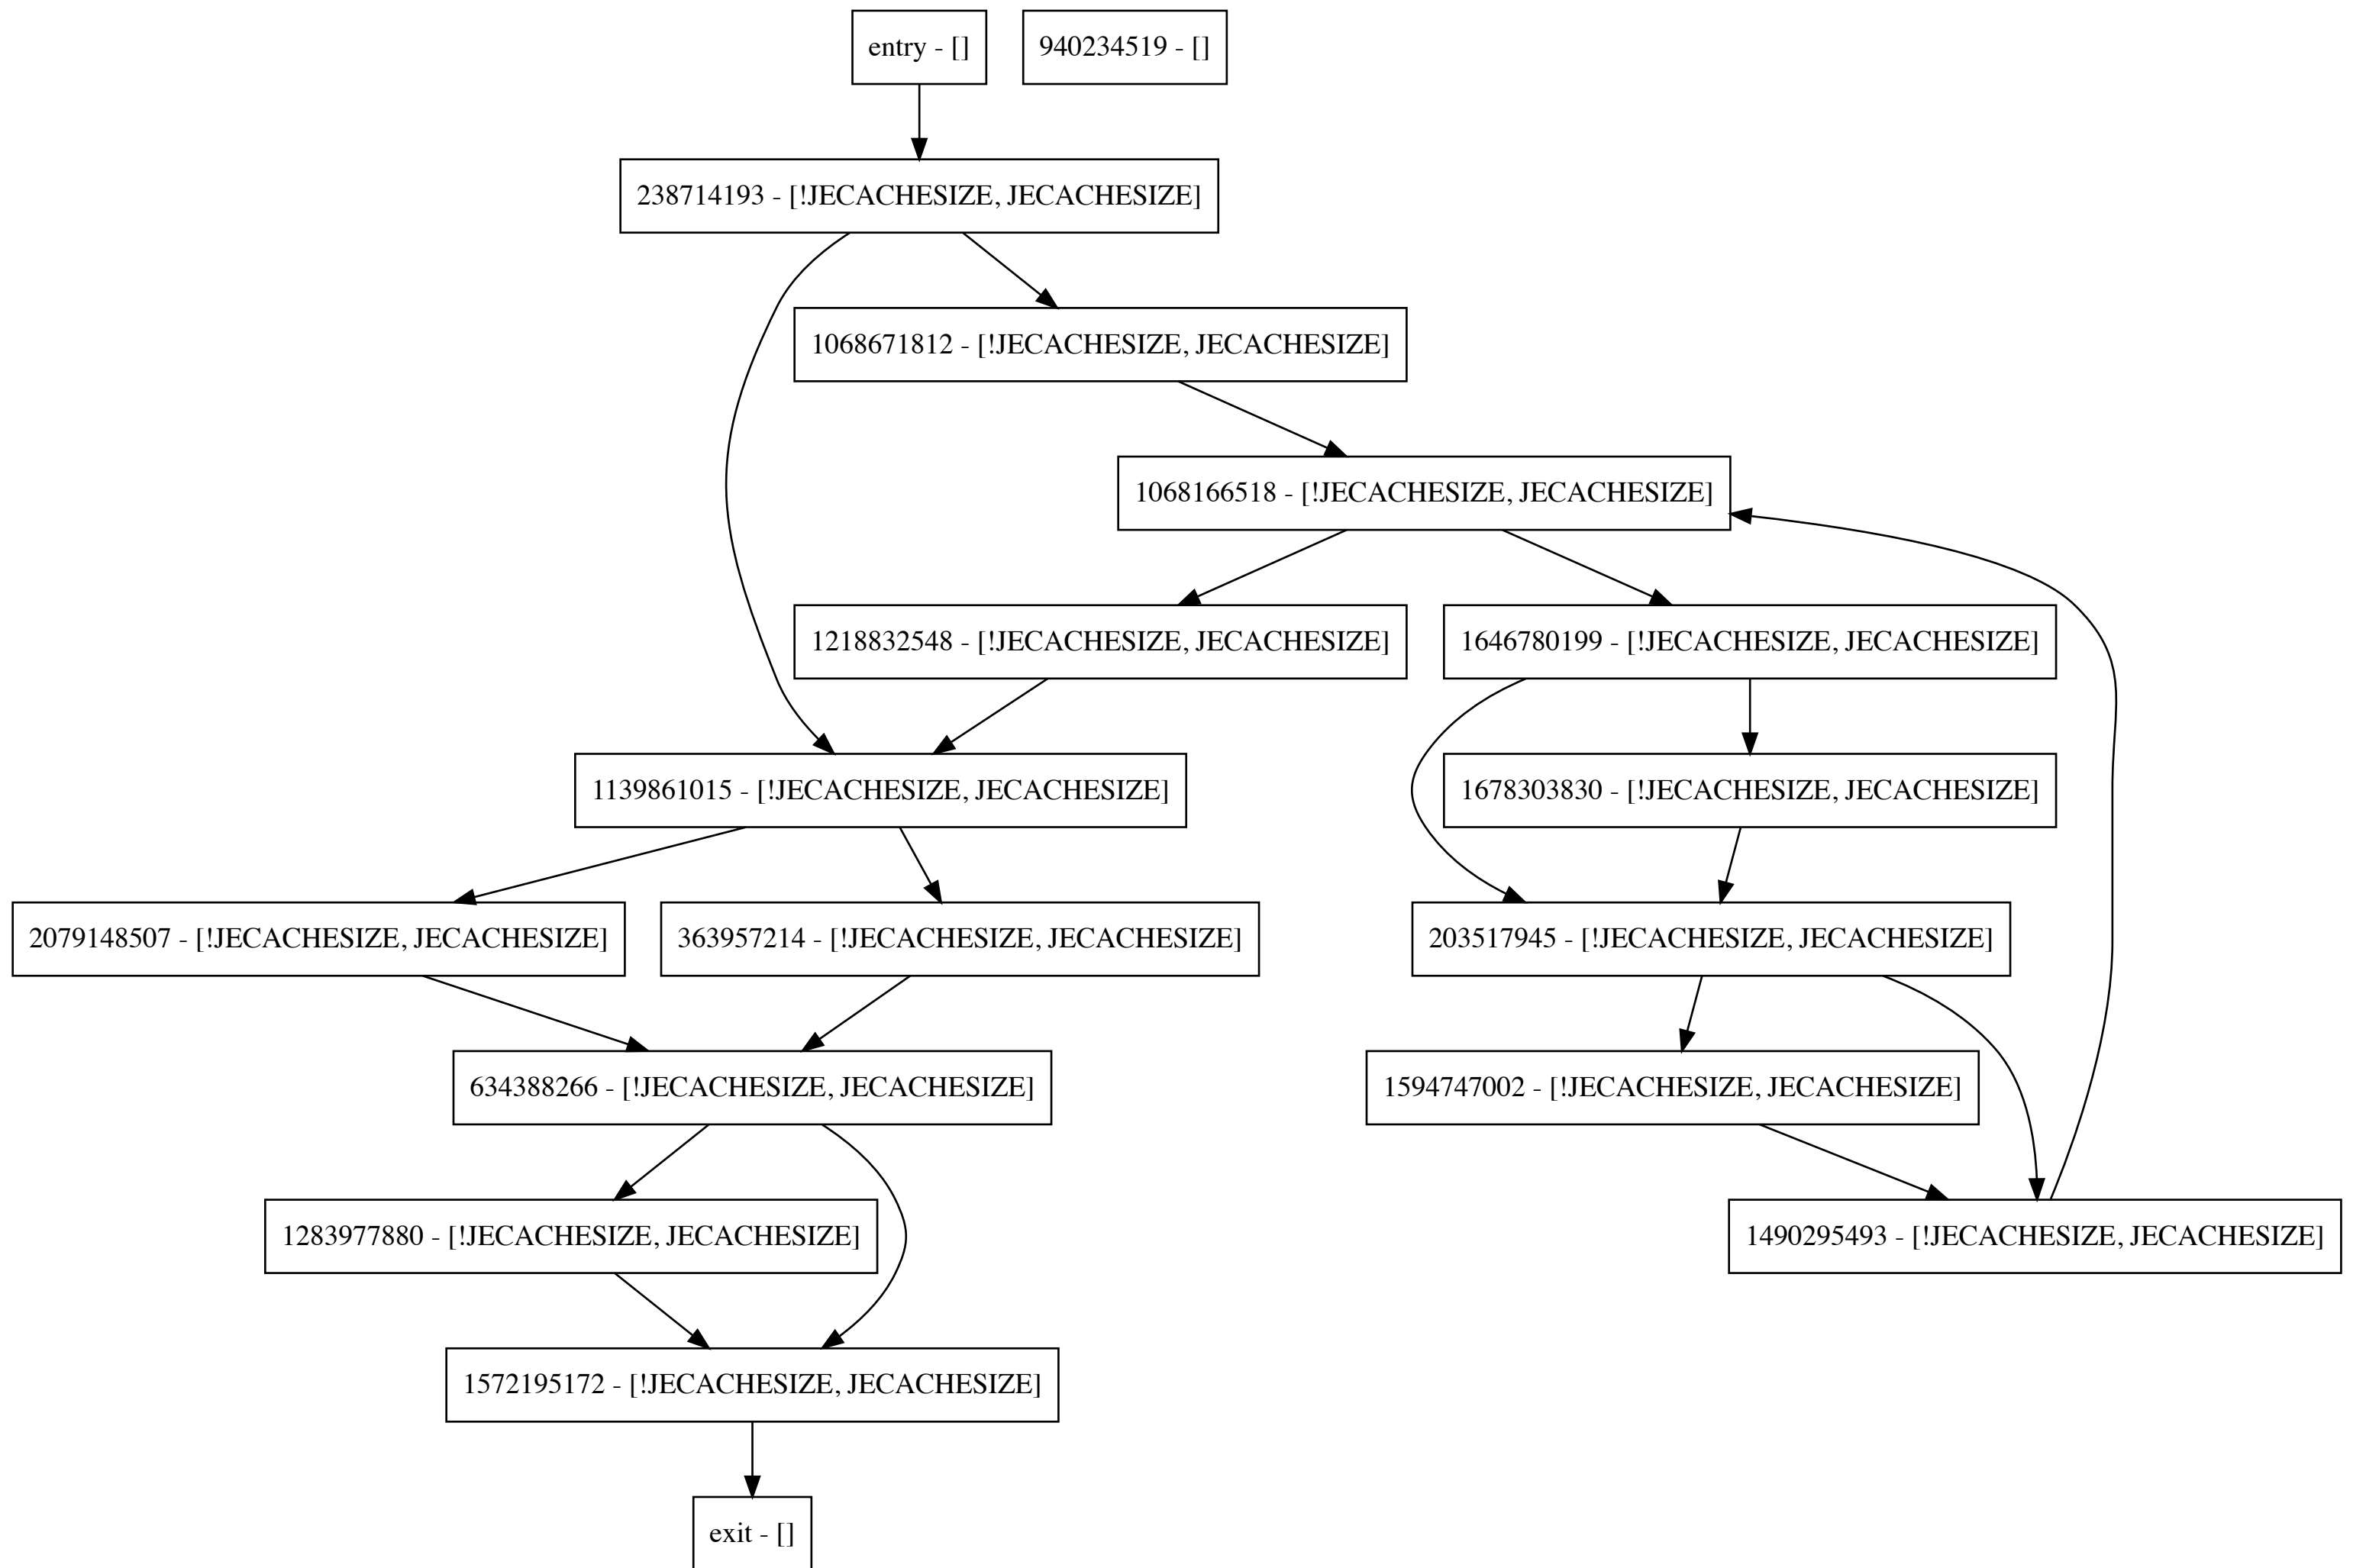 entry - []
940234519 - []
238714193 - [!JECACHESIZE, JECACHESIZE]
1068671812 - [!JECACHESIZE, JECACHESIZE]
1068166518 - [!JECACHESIZE, JECACHESIZE]
1218832548 - [!JECACHESIZE, JECACHESIZE]
1646780199 - [!JECACHESIZE, JECACHESIZE]
1139861015 - [!JECACHESIZE, JECACHESIZE]
1678303830 - [!JECACHESIZE, JECACHESIZE]
2079148507 - [!JECACHESIZE, JECACHESIZE]
363957214 - [!JECACHESIZE, JECACHESIZE]
203517945 - [!JECACHESIZE, JECACHESIZE]
634388266 - [!JECACHESIZE, JECACHESIZE]
1594747002 - [!JECACHESIZE, JECACHESIZE]
1283977880 - [!JECACHESIZE, JECACHESIZE]
1490295493 - [!JECACHESIZE, JECACHESIZE]
1572195172 - [!JECACHESIZE, JECACHESIZE]
exit - []